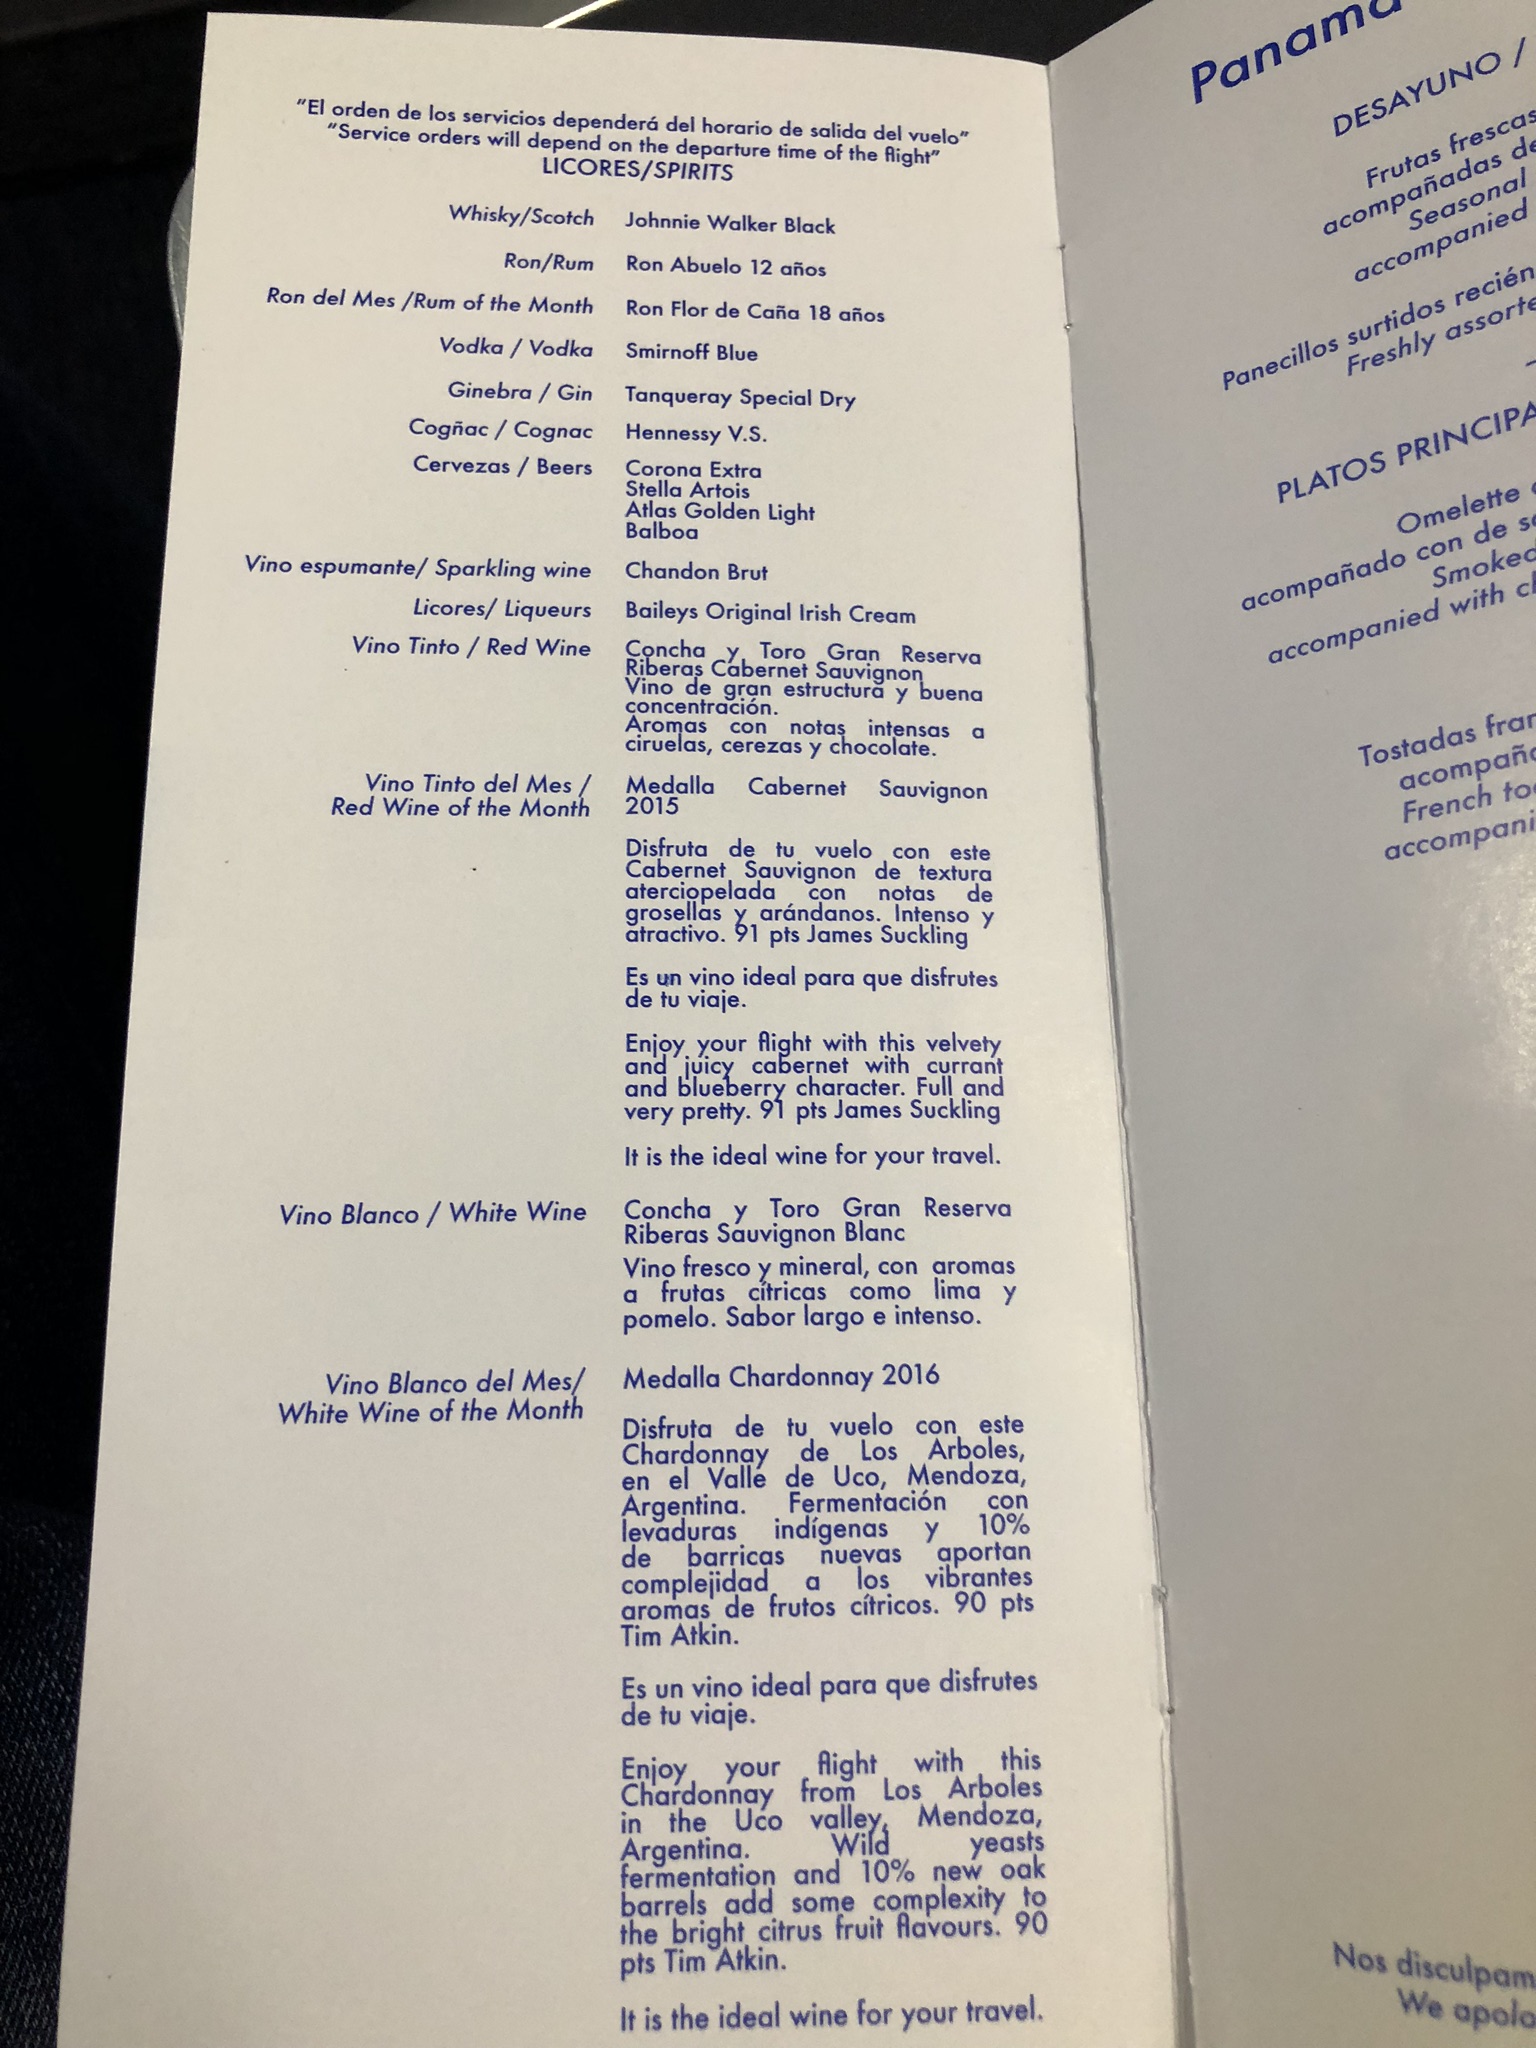 "El orden de los servicios dependerá del horario de salida del vuelo"
"Service orders will depend on the departure time of the flight"
LICORES/SPIRITS
Whisky/Scotch Johnnie Walker Black
Ron/Rum Ron Abuelo 12 años
Ron del Mes /Rum of the Month Ron Flor de Caña 18 años
Vodka / Vodka Smirnoff Blue
Ginebra / Gin Tanqueray Special Dry
Cogñac / Cognac Hennessy V.S.
Cervezas / Beers Corona Extra
Stella Artois
Atlas Golden Light
Balboa
Vino espumante/ Sparkling wine Chandon Brut
Licores/ Liqueurs Baileys Original Irish Cream
Vino Tinto / Red Wine Concha y Toro Gran Reserva
Riberas Cabernet Sauvignon
Vino de gran estructura y buena
concentración.
Aromas con notas intensas a
ciruelas, cerezas y chocolate.
Vino Tinto del Mes / Medalla Cabernet Sauvignon
Red Wine of the Month 2015
Disfruta de tu vuelo con este
Cabernet Sauvignon de textura
aterciopelada con notas de
grosellas y arándanos. Intenso y
atractivo. 91 pts James Suckling
Es un vino ideal para que disfrutes
de tu viaje.
Enjoy your flight with this velvety
and juicy cabernet with currant
and blueberry character. Full and
very pretty. 91 pts James Suckling
It is the ideal wine for your travel.
Vino Blanco / White Wine Concha y Toro Gran Reserva
Riberas Sauvignon Blanc
Vino fresco y mineral, con aromas
a frutas cítricas como lima y
pomelo. Sabor largo e intenso.
Vino Blanco del Mes/ Medalla Chardonnay 2016
White Wine of the Month
Disfruta de tu vuelo con este
Chardonnay de Los Arboles,
en el Valle de Uco, Mendoza,
Argentina. Fermentación con
levaduras indígenas y 10%
de barricas nuevas aportan
complejidad a los vibrantes
aromas de frutos cítricos. 90 pts
Tim Atkin.
Es un vino ideal para que disfrutes
de tu viaje.
Enjoy your flight with this
Chardonnay from Los Arboles
in the Uco valley, Mendoza,
Argentina. Wild yeasts
fermentation and 10% new oak
barrels add some complexity to
the bright citrus fruit flavours. 90
pts Tim Atkin.
It is the ideal wine for your travel.
Panama
DESAYUNO /
Frutas frescas
acompañadas de
Seasonal
accompanied
Panecillos surtidos recién
Freshly
PLATOS
Omelette
acompañado con de
Smoked
accompanied with
Tostadas
French
We